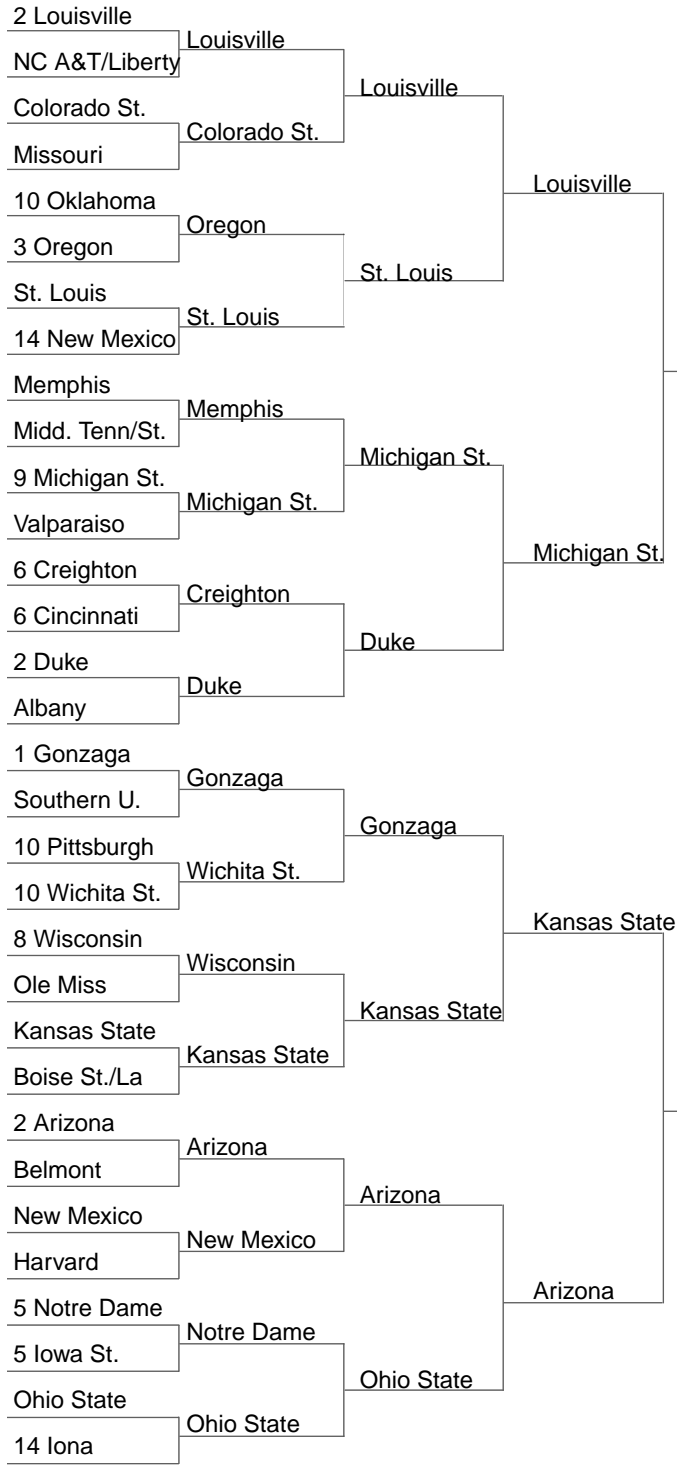 2 Louisville
NC A&T/Liberty
Colorado St.
Missouri
10 Oklahoma
3 Oregon
St. Louis
14 New Mexico
Memphis
Midd. Tenn/St.
9 Michigan St.
Valparaiso
6 Creighton
6 Cincinnati
2 Duke
Albany
1 Gonzaga
Southern U.
10 Pittsburgh
10 Wichita St.
8 Wisconsin
Ole Miss
Kansas State
Boise St./La
2 Arizona
Belmont
New Mexico
Harvard
5 Notre Dame
5 Iowa St.
Ohio State
14 Iona
Louisville
Colorado St.
Oregon
St. Louis
Memphis
Michigan St.
Creighton
Duke
Gonzaga
Wichita St.
Wisconsin
Kansas State
Arizona
New Mexico
Notre Dame
Ohio State
Louisville
St. Louis
Michigan St.
Duke
Gonzaga
Kansas State
Arizona
Ohio State
Louisville
Michigan St.
Kansas State
Arizona